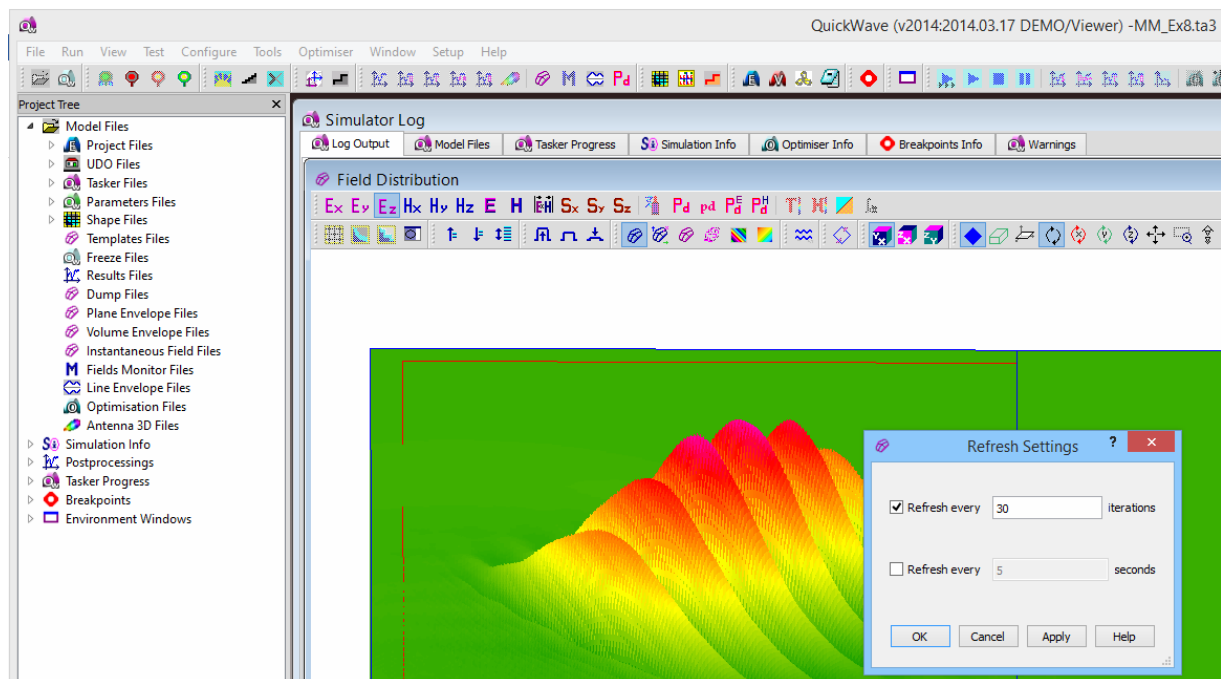 QuickWave (v2014:2014.03.17 DEMO/Viewer) -MM_Ex8.ta3
File Run View Test Configure Tools Optimiser Window Setup Help
M Pd
Project Tree
Model Files
Project Files
UDO Files
Tasker Files
Parameters Files
Shape Files
Templates Files
Freeze Files
Results Files
Dump Files
Plane Envelope Files
Volume Envelope Files
Instantaneous Field Files
M Fields Monitor Files
Line Envelope Files
Optimisation Files
Antenna 3D Files
Simulation Info
Postprocessings
Tasker Progress
Breakpoints
Environment Windows
Simulator Log
Log Output Model Files Tasker Progress Simulation Info Optimiser Info Breakpoints Info Warnings
Field Distribution
Ex Ey Ez Hx Hy Hz E H Sx Sy Sz Pd pd
Refresh Settings ?
Refresh every 30 iterations
Refresh every 5 seconds
OK Cancel Apply Help